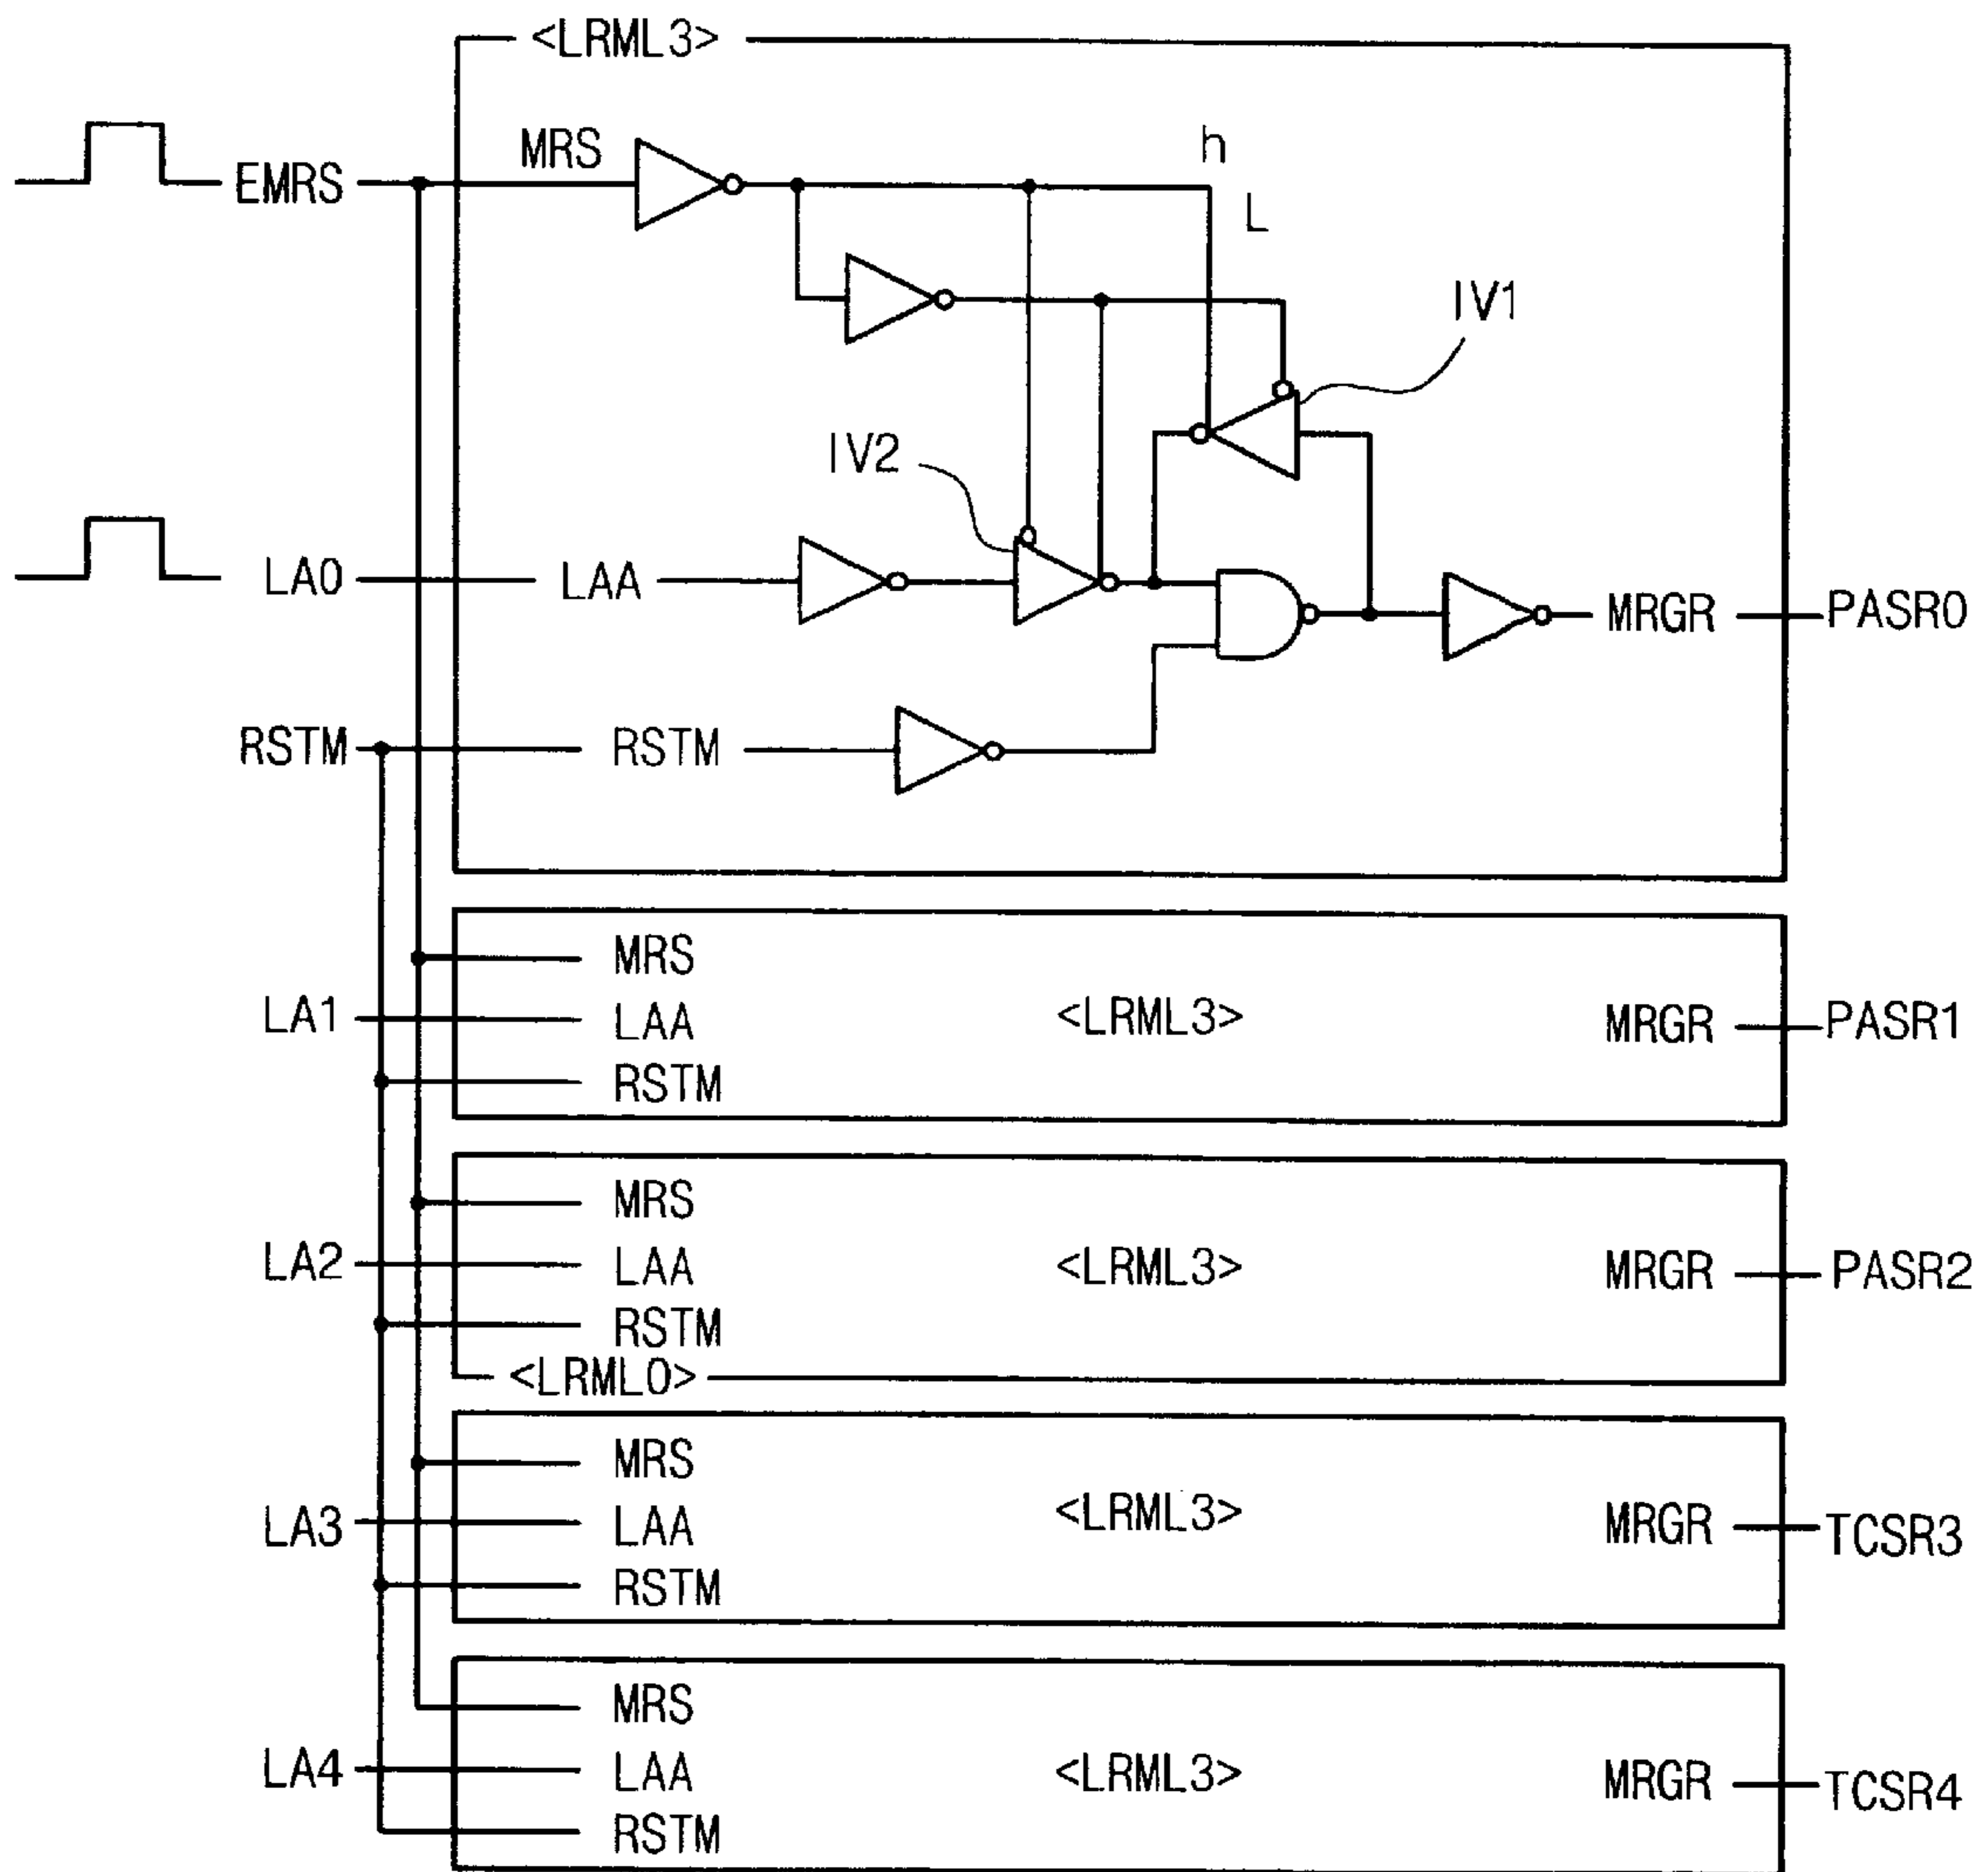 <LRML3>
EMRS
MRS
h
L
IV1
IV2
LA0
LAA
MRGR
PASR0
RSTM
RSTM
MRS
LA1
LAA
<LRML3>
MRGR
PASR1
RSTM
MRS
LA2
LAA
<LRML3>
MRGR
PASR2
RSTM
<LRML0>
MRS
LA3
LAA
<LRML3>
MRGR
TCSR3
RSTM
MRS
LA4
LAA
<LRML3>
MRGR
TCSR4
RSTM